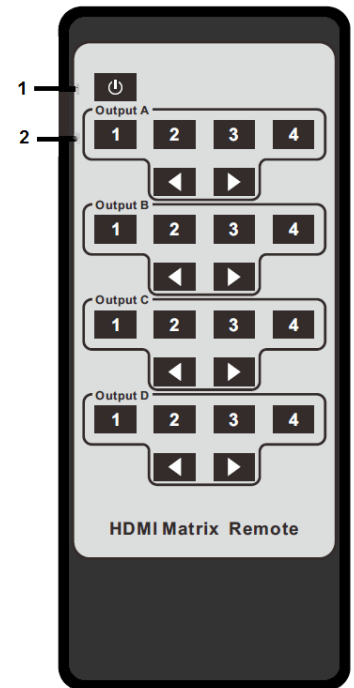 1
Output A
2
1 2 3 4
Output B
1 2 3 4
Output C
1 2 3 4
Output D
1 2 3 4
HDMI Matrix Remote